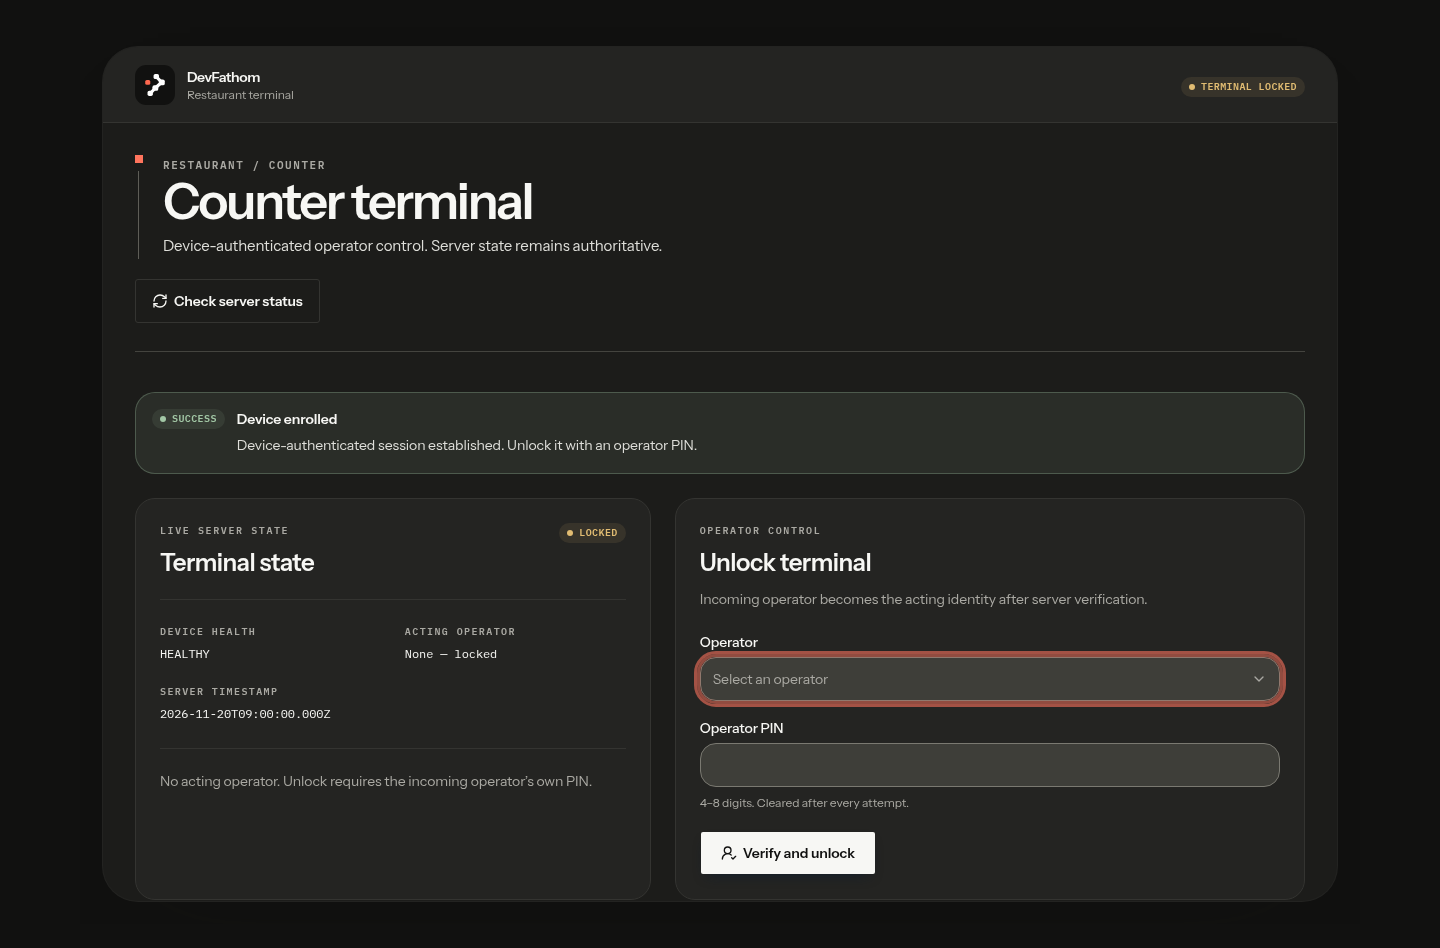 DevFathom
Restaurant terminal
TERMINAL LOCKED
RESTAURANT / COUNTER
Counter terminal
Device-authenticated operator control. Server state remains authoritative.
Check server status
SUCCESS
Device enrolled
Device-authenticated session established. Unlock it with an operator PIN.
LIVE SERVER STATE
LOCKED
Terminal state
DEVICE HEALTH
HEALTHY
ACTING OPERATOR
None — locked
SERVER TIMESTAMP
2026-11-20T09:00:00.000Z
No acting operator. Unlock requires the incoming operator’s own PIN.
OPERATOR CONTROL
Unlock terminal
Incoming operator becomes the acting identity after server verification.
Operator
Select an operator
Operator PIN
4–8 digits. Cleared after every attempt.
Verify and unlock